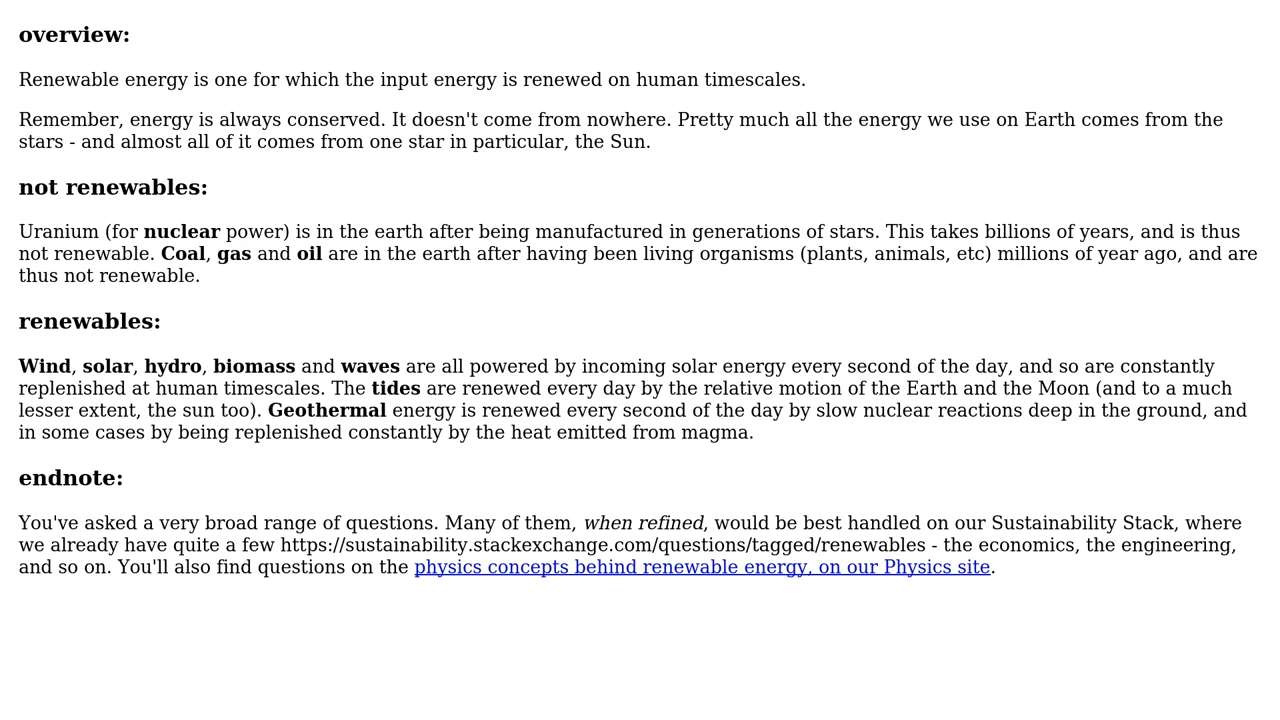 overview:
Renewable energy is one for which the input energy is renewed on human timescales.
Remember, energy is always conserved. It doesn't come from nowhere. Pretty much all the energy we use on Earth comes from the
stars - and almost all of it comes from one star in particular, the Sun.
not renewables:
Uranium (for nuclear power) is in the earth after being manufactured in generations of stars. This takes billions of years, and is thus
not renewable. Coal, gas and oil are in the earth after having been living organisms (plants, animals, etc) millions of year ago, and are
thus not renewable.
renewables:
Wind, solar, hydro, biomass and waves are all powered by incoming solar energy every second of the day, and so are constantly
replenished at human timescales. The tides are renewed every day by the relative motion of the Earth and the Moon (and to a much
lesser extent, the sun too). Geothermal energy is renewed every second of the day by slow nuclear reactions deep in the ground, and
in some cases by being replenished constantly by the heat emitted from magma.
endnote:
You've asked a very broad range of questions. Many of them, when refined, would be best handled on our Sustainability Stack, where
we already have quite a few https://sustainability.stackexchange.com/questions/tagged/renewables - the economics, the engineering,
and so on. You'll also find questions on the physics concepts behind renewable energy, on our Physics site.